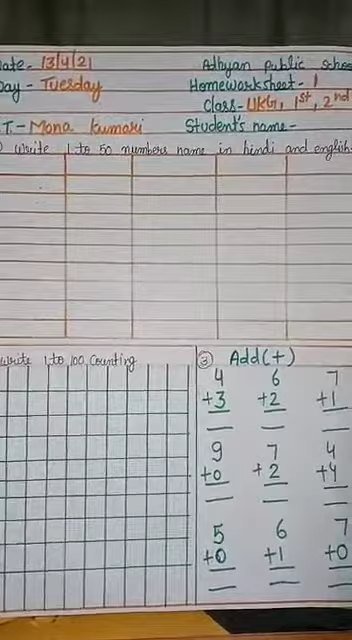 ate- 13/4/21 Adhyan public schoo
ay- Tuesday Homeworksheet- 1
Class- UKG, 1st, 2nd
T.- Mona Kumari Student's name-
write 1 to 50 numbers name in hindi and english.
write 1 to 100 Counting
③ Add(+)
4 6 7
+3 +2 +1
9 7 4
+0 +2 +4
5 6 7
+0 +1 +0